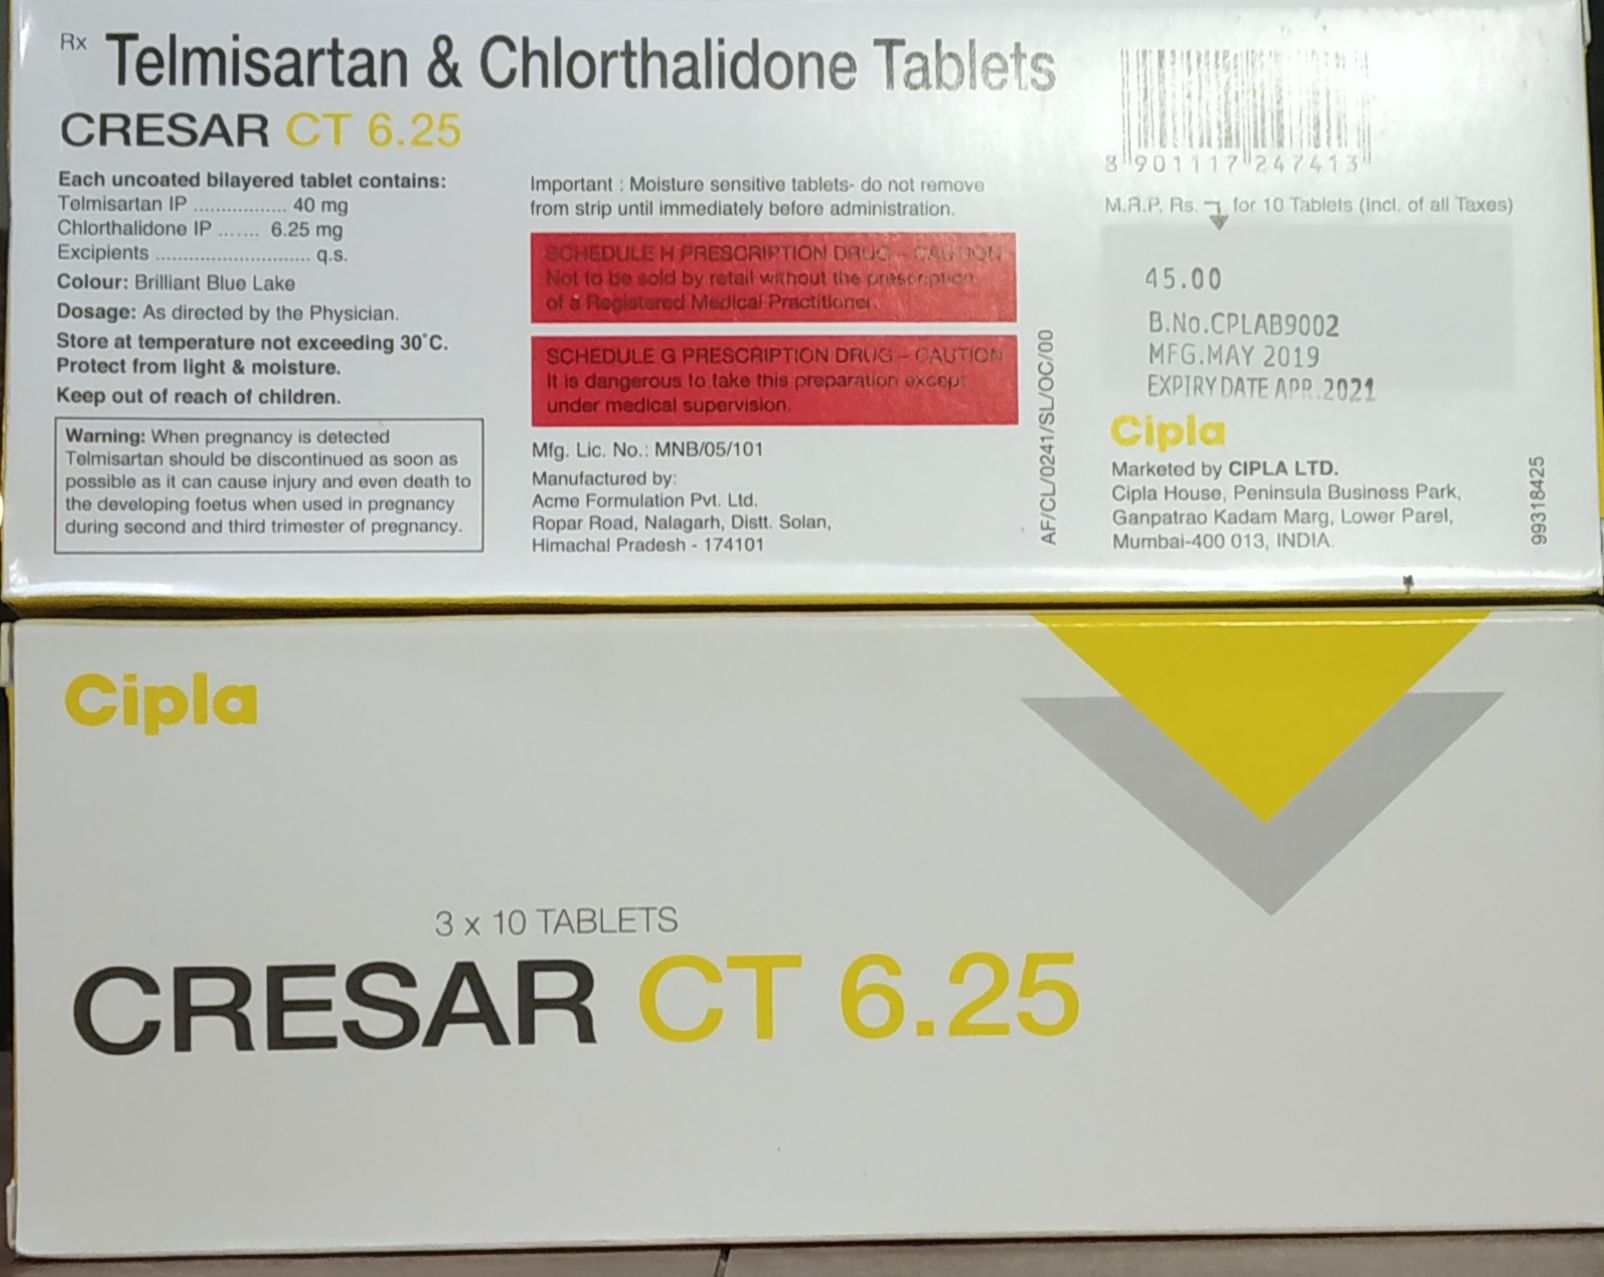 Rx Telmisartan & Chlorthalidone Tablets
CRESAR CT 6.25
Each uncoated bilayered tablet contains:
Telmisartan IP ................. 40 mg
Chlorthalidone IP ....... 6.25 mg
Excipients ............................ q.s.
Colour: Brilliant Blue Lake
Dosage: As directed by the Physician.
Store at temperature not exceeding 30°C.
Protect from light & moisture.
Keep out of reach of children.
Warning: When pregnancy is detected
Telmisartan should be discontinued as soon as
possible as it can cause injury and even death to
the developing foetus when used in pregnancy
during second and third trimester of pregnancy.
Important : Moisture sensitive tablets- do not remove
from strip until immediately before administration.
SCHEDULE H PRESCRIPTION DRUG - CAUTION
Not to be sold by retail without the prescription
of a Registered Medical Practitioner.
SCHEDULE G PRESCRIPTION DRUG - CAUTION
It is dangerous to take this preparation except
under medical supervision.
Mfg. Lic. No.: MNB/05/101
Manufactured by:
Acme Formulation Pvt. Ltd.
Ropar Road, Nalagarh, Distt. Solan,
Himachal Pradesh - 174101
AF/CL/0241/SL/OC/00
8 901117 247413
M.R.P. Rs. for 10 Tablets (Incl. of all Taxes)
45.00
B.No.CPLAB9002
MFG.MAY 2019
EXPIRY DATE APR.2021
Cipla
Marketed by CIPLA LTD.
Cipla House, Peninsula Business Park,
Ganpatrao Kadam Marg, Lower Parel,
Mumbai-400 013, INDIA.
99318425
Cipla
3 x 10 TABLETS
CRESAR CT 6.25